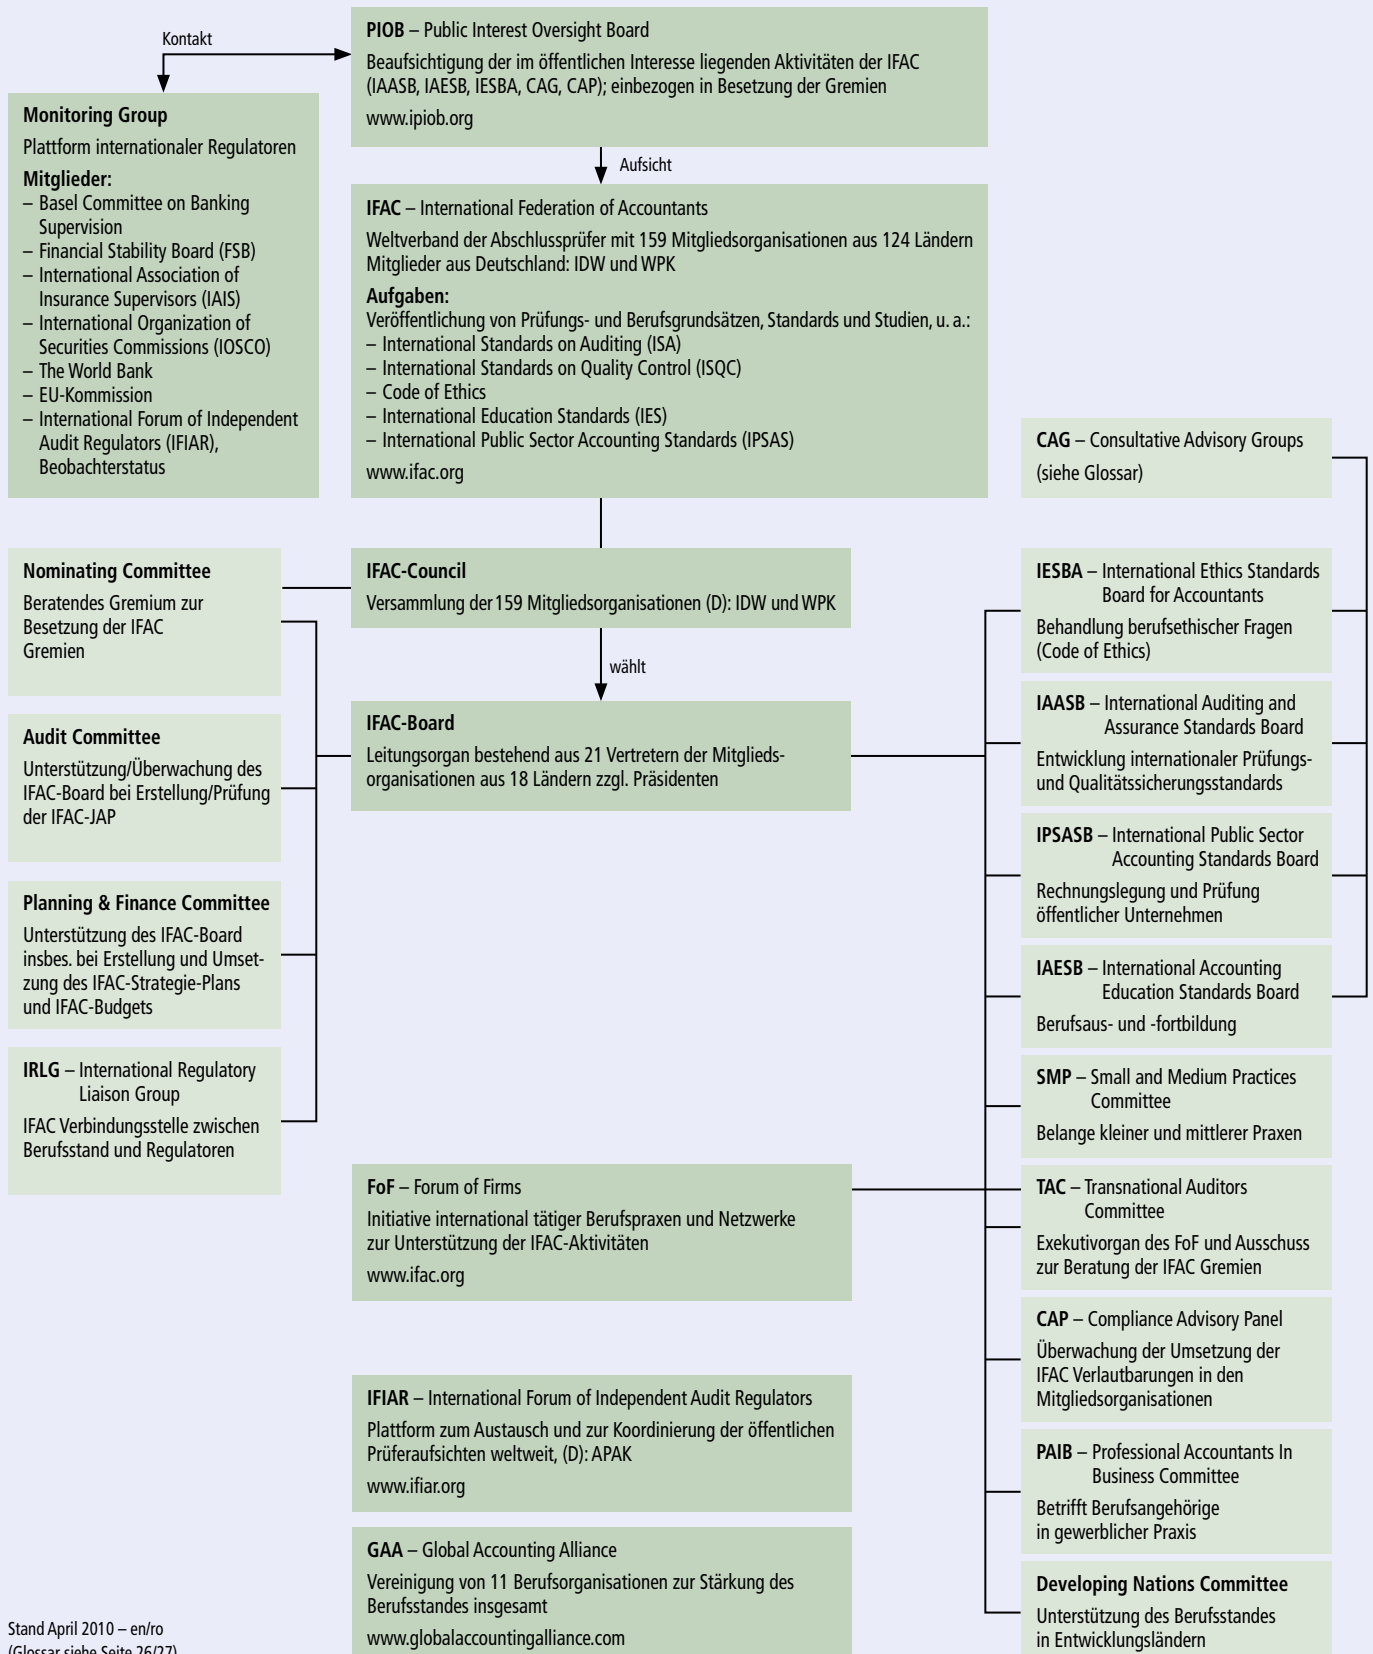 Kontakt
PIOB – Public Interest Oversight Board
Beaufsichtigung der im öffentlichen Interesse liegenden Aktivitäten der IFAC
(IAASB, IAESB, IESBA, CAG, CAP); einbezogen in Besetzung der Gremien
www.ipiob.org
Monitoring Group
Plattform internationaler Regulatoren
Mitglieder:
– Basel Committee on Banking
Supervision
– Financial Stability Board (FSB)
– International Association of
Insurance Supervisors (IAIS)
– International Organization of
Securities Commissions (IOSCO)
– The World Bank
– EU-Kommission
– International Forum of Independent
Audit Regulators (IFIAR),
Beobachterstatus
Aufsicht
IFAC – International Federation of Accountants
Weltverband der Abschlussprüfer mit 159 Mitgliedsorganisationen aus 124 Ländern
Mitglieder aus Deutschland: IDW und WPK
Aufgaben:
Veröffentlichung von Prüfungs- und Berufsgrundsätzen, Standards und Studien, u. a.:
– International Standards on Auditing (ISA)
– International Standards on Quality Control (ISQC)
– Code of Ethics
– International Education Standards (IES)
– International Public Sector Accounting Standards (IPSAS)
www.ifac.org
CAG – Consultative Advisory Groups
(siehe Glossar)
Nominating Committee
Beratendes Gremium zur
Besetzung der IFAC
Gremien
IFAC-Council
Versammlung der 159 Mitgliedsorganisationen (D): IDW und WPK
wählt
IFAC-Board
Leitungsorgan bestehend aus 21 Vertretern der Mitglieds-
organisationen aus 18 Ländern zzgl. Präsidenten
Audit Committee
Unterstützung/Überwachung des
IFAC-Board bei Erstellung/Prüfung
der IFAC-JAP
Planning & Finance Committee
Unterstützung des IFAC-Board
insbes. bei Erstellung und Umset-
zung des IFAC-Strategie-Plans
und IFAC-Budgets
IRLG – International Regulatory
Liaison Group
IFAC Verbindungsstelle zwischen
Berufsstand und Regulatoren
IESBA – International Ethics Standards
Board for Accountants
Behandlung berufsethischer Fragen
(Code of Ethics)
IAASB – International Auditing and
Assurance Standards Board
Entwicklung internationaler Prüfungs-
und Qualitätssicherungsstandards
IPSASB – International Public Sector
Accounting Standards Board
Rechnungslegung und Prüfung
öffentlicher Unternehmen
IAESB – International Accounting
Education Standards Board
Berufsaus- und -fortbildung
SMP – Small and Medium Practices
Committee
Belange kleiner und mittlerer Praxen
FoF – Forum of Firms
Initiative international tätiger Berufspraxen und Netzwerke
zur Unterstützung der IFAC-Aktivitäten
www.ifac.org
TAC – Transnational Auditors
Committee
Exekutivorgan des FoF und Ausschuss
zur Beratung der IFAC Gremien
CAP – Compliance Advisory Panel
Überwachung der Umsetzung der
IFAC Verlautbarungen in den
Mitgliedsorganisationen
IFIAR – International Forum of Independent Audit Regulators
Plattform zum Austausch und zur Koordinierung der öffentlichen
Prüferaufsichten weltweit, (D): APAK
www.ifiar.org
PAIB – Professional Accountants In
Business Committee
Betrifft Berufsangehörige
in gewerblicher Praxis
GAA – Global Accounting Alliance
Vereinigung von 11 Berufsorganisationen zur Stärkung des
Berufsstandes insgesamt
www.globalaccountingalliance.com
Developing Nations Committee
Unterstützung des Berufsstandes
in Entwicklungsländern
Stand April 2010 – en/ro
(Glossar siehe Seite 26/27)